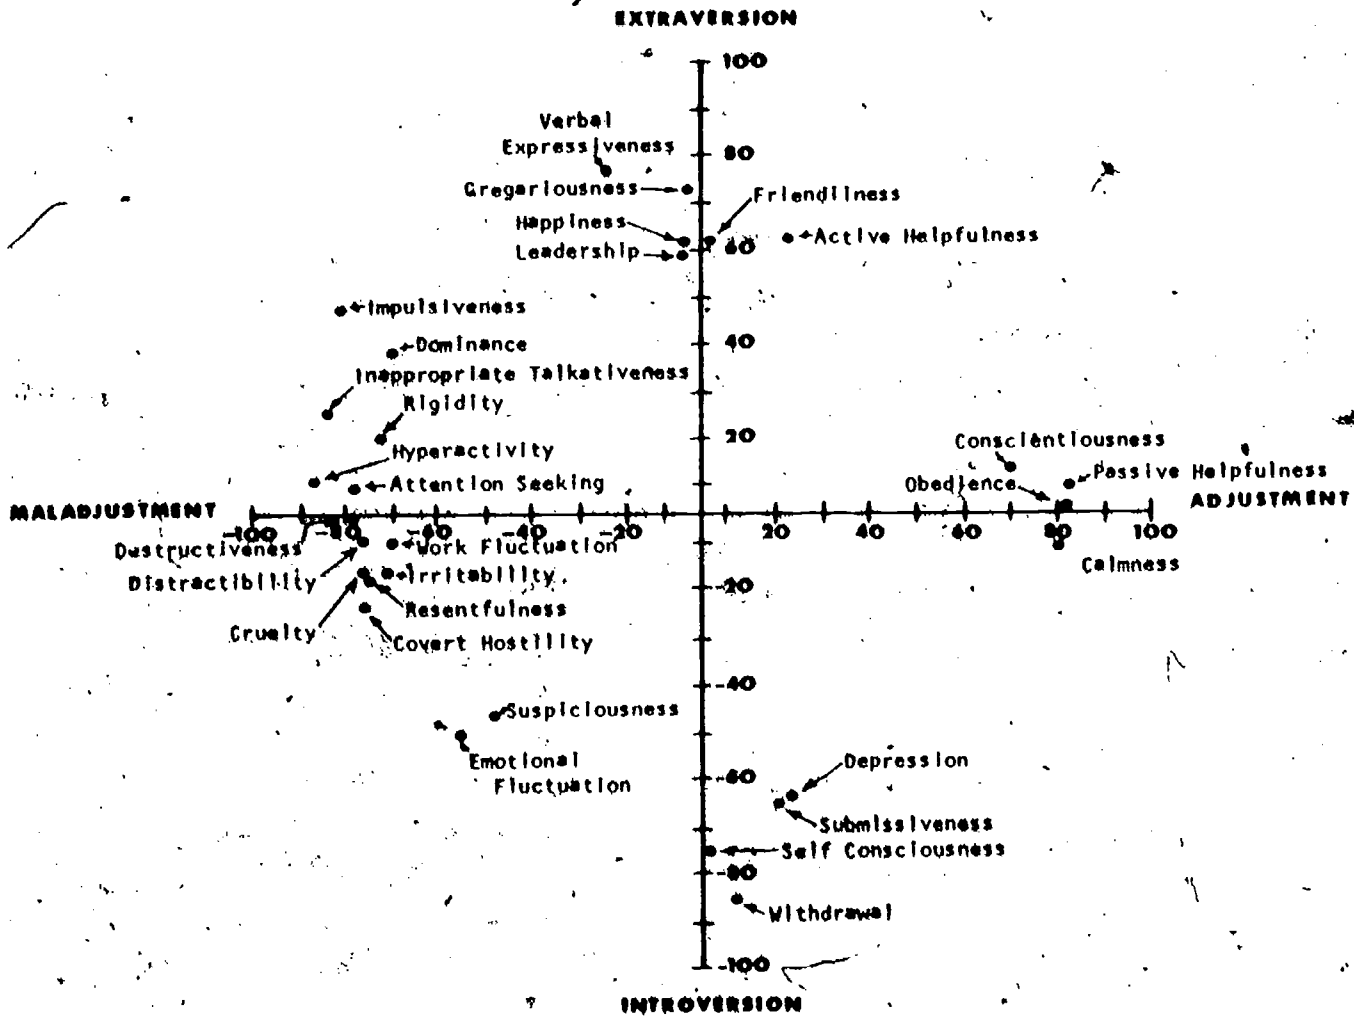 EXTRAVERSION
100
Verbal
Expressiveness
80
Gregariousness
Friendliness
Happiness
Active Helpfulness
60
Leadership
Impulsiveness
Dominance
40
Inappropriate Talkativeness
Rigidity
20
Conscientiousness
Hyperactivity
Passive Helpfulness
Attention Seeking
Obedience
MALADJUSTMENT
ADJUSTMENT
-100 -80 -60 -40 -20 20 40 60 80 100
Destructiveness
Work Fluctuation
Calmness
Distractibility
Irritability
-20
Resentfulness
Cruelty
Covert Hostility
-40
Suspiciousness
Emotional
Fluctuation
Depression
-60
Submissiveness
Self Consciousness
-80
Withdrawal
-100
INTROVERSION